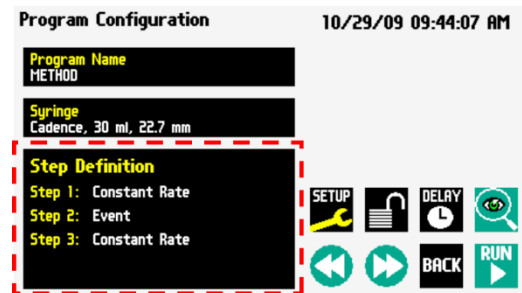 Program Configuration
10/29/09 09:44:07 AM
Program Name
METHOD
Syringe
Cadence, 30 ml, 22.7 mm
Step Definition
Step 1: Constant Rate
Step 2: Event
Step 3: Constant Rate
SETUP
DELAY
BACK
RUN